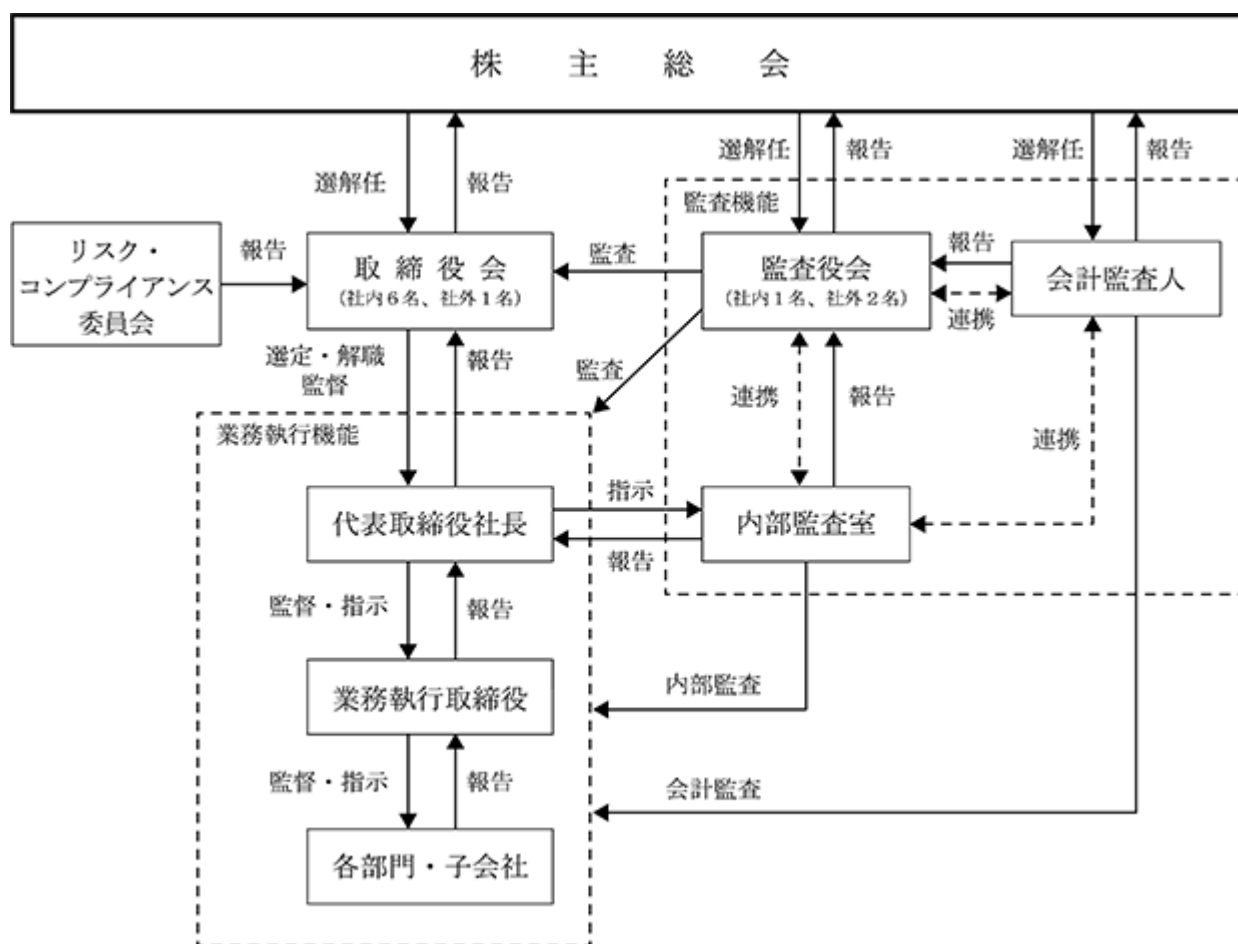 株主総会
選解任
報告
選解任
報告
選解任
報告
監査機能
リスク・
コンプライアンス
委員会
報告
取締役会
(社内6名、社外1名)
監査
監査役会
(社内1名、社外2名)
報告
連携
会計監査人
選定・解職
監督
報告
監査
連携
報告
連携
業務執行機能
代表取締役社長
指示
報告
内部監査室
監督・指示
報告
業務執行取締役
内部監査
監督・指示
報告
会計監査
各部門・子会社